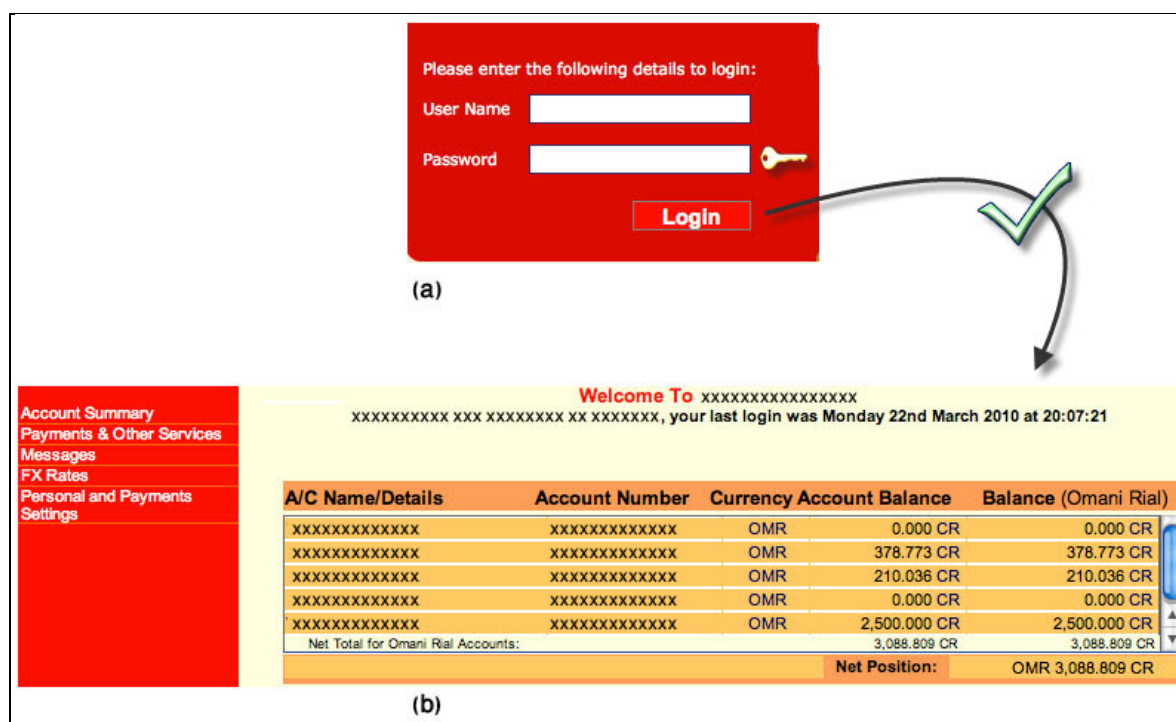 Please enter the following details to login:
User Name
Password
Login
(a)
Account Summary
Payments & Other Services
Messages
FX Rates
Personal and Payments
Settings
Welcome To xxxxxxxxxxxxxxxx
xxxxxxxxxx xxx xxxxxxxx xx xxxxxxx, your last login was Monday 22nd March 2010 at 20:07:21
A/C Name/Details Account Number Currency Account Balance Balance (Omani Rial)
xxxxxxxxxxxxx xxxxxxxxxxxxx OMR 0.000 CR 0.000 CR
xxxxxxxxxxxxx xxxxxxxxxxxxx OMR 378.773 CR 378.773 CR
xxxxxxxxxxxxx xxxxxxxxxxxxx OMR 210.036 CR 210.036 CR
xxxxxxxxxxxxx xxxxxxxxxxxxx OMR 0.000 CR 0.000 CR
xxxxxxxxxxxxx xxxxxxxxxxxxx OMR 2,500.000 CR 2,500.000 CR
Net Total for Omani Rial Accounts: 3,088.809 CR 3,088.809 CR
Net Position: OMR 3,088.809 CR
(b)